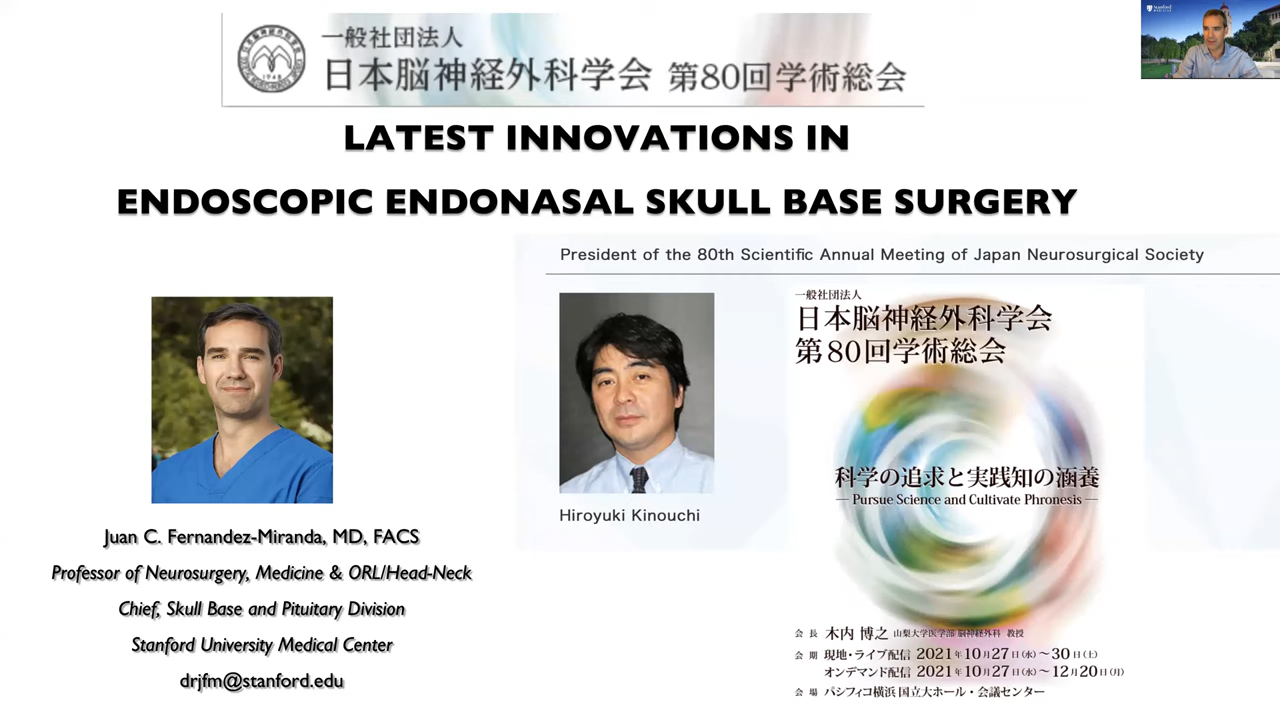 一般社団法人
日本脳神経外科学会 第80回学術総会
Stanford
MEDICINE
LATEST INNOVATIONS IN
ENDOSCOPIC ENDONASAL SKULL BASE SURGERY
President of the 80th Scientific Annual Meeting of Japan Neurosurgical Society
Hiroyuki Kinouchi
Juan C. Fernandez-Miranda, MD, FACS
Professor of Neurosurgery, Medicine & ORL/Head-Neck
Chief, Skull Base and Pituitary Division
Stanford University Medical Center
drjfm@stanford.edu
一般社団法人
日本脳神経外科学会
第80回学術総会
科学の追求と実践知の涵養
— Pursue Science and Cultivate Phronesis —
会 長 木内 博之 山梨大学医学部 脳神経外科 教授
会 期 現地・ライブ配信 2021年10月27日(水)〜30日(土)
オンデマンド配信 2021年10月27日(水)〜12月20日(月)
会 場 パシフィコ横浜 国立大ホール・会議センター